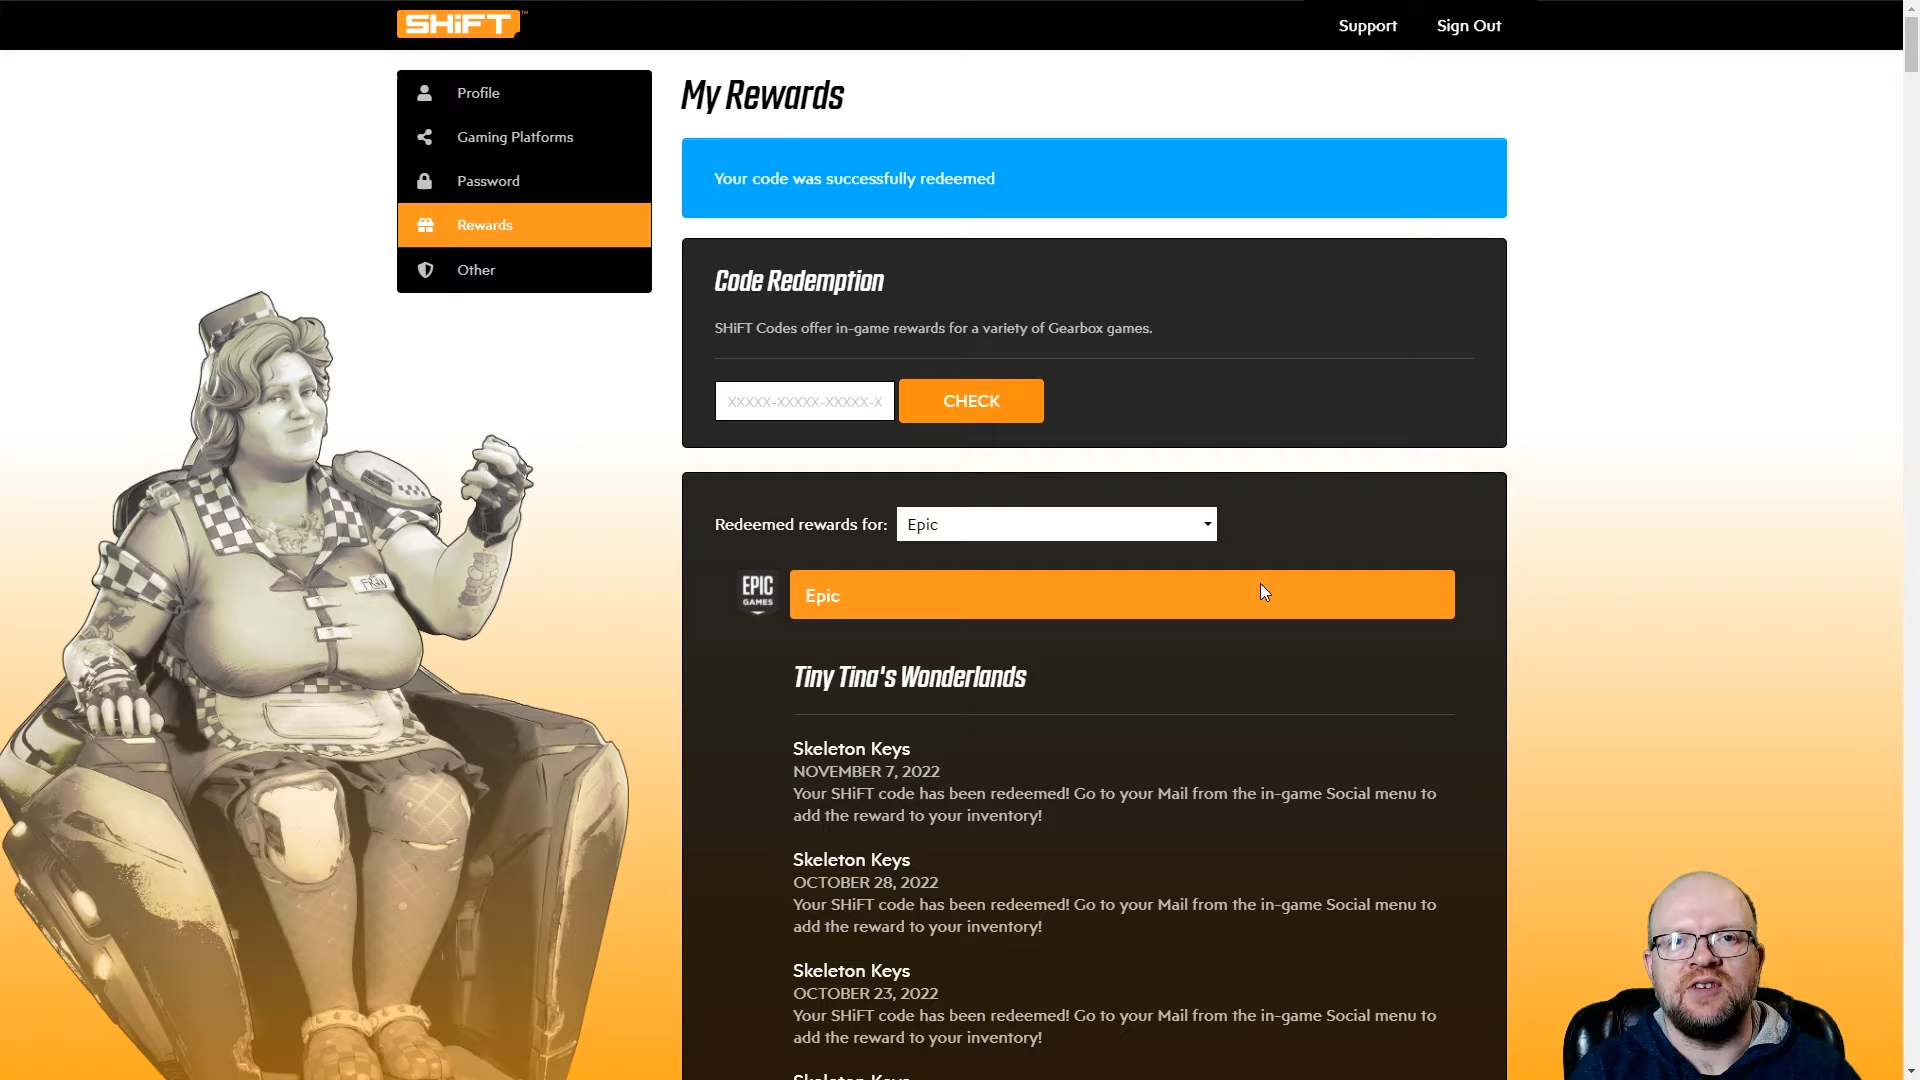 SHiFT™
Support
Sign Out
Profile
Gaming Platforms
Password
Rewards
Other
My Rewards
Your code was successfully redeemed
Code Redemption
SHiFT Codes offer in-game rewards for a variety of Gearbox games.
XXXXX-XXXXX-XXXXX-X
CHECK
Redeemed rewards for:
Epic
EPIC
GAMES
Epic
Tiny Tina's Wonderlands
Skeleton Keys
NOVEMBER 7, 2022
Your SHiFT code has been redeemed! Go to your Mail from the in-game Social menu to
add the reward to your inventory!
Skeleton Keys
OCTOBER 28, 2022
Your SHiFT code has been redeemed! Go to your Mail from the in-game Social menu to
add the reward to your inventory!
Skeleton Keys
OCTOBER 23, 2022
Your SHiFT code has been redeemed! Go to your Mail from the in-game Social menu to
add the reward to your inventory!
FRAN